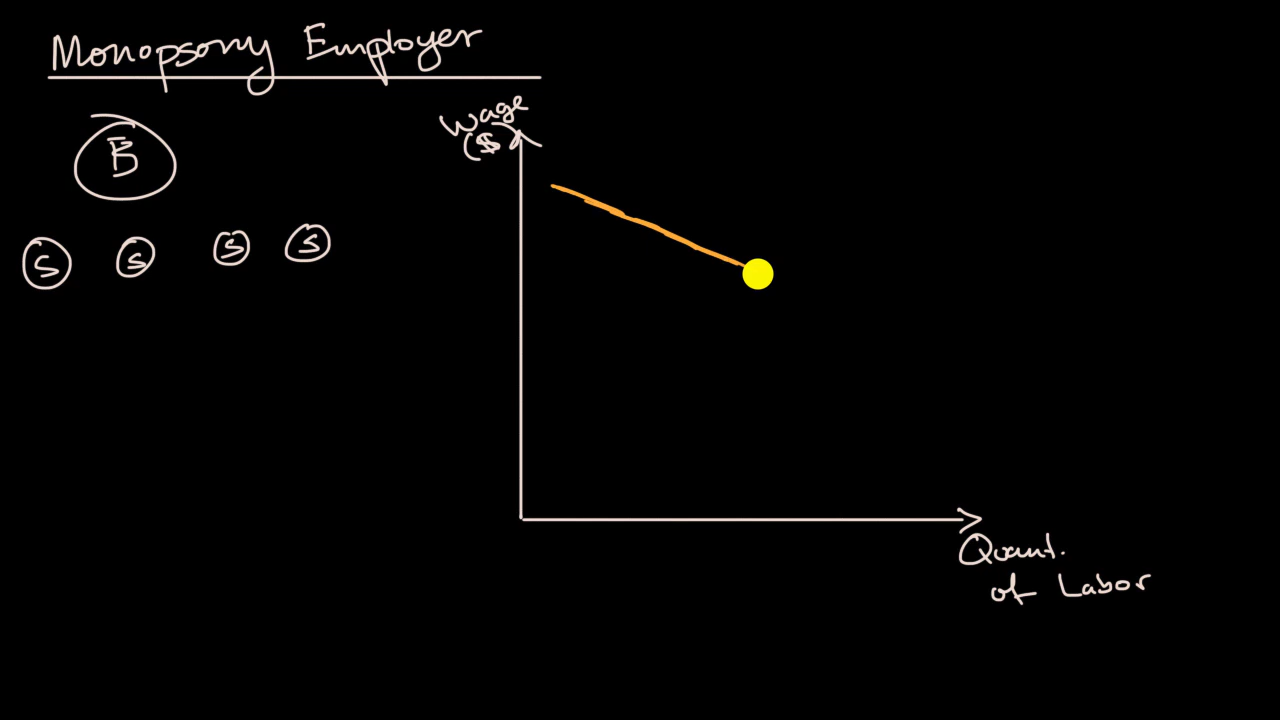 Monopsony Employer
B
S S S S
Wage
($)
Quant.
of Labor